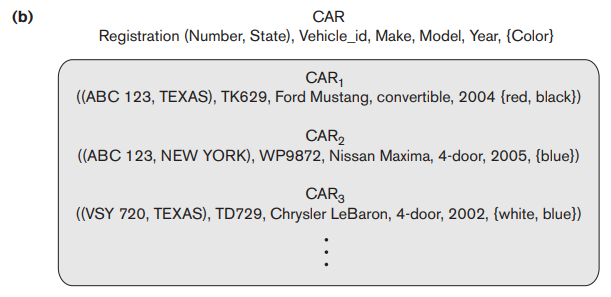 (b) CAR
Registration (Number, State), Vehicle_id, Make, Model, Year, {Color}
CAR1
((ABC 123, TEXAS), TK629, Ford Mustang, convertible, 2004 {red, black})
CAR2
((ABC 123, NEW YORK), WP9872, Nissan Maxima, 4-door, 2005, {blue})
CAR3
((VSY 720, TEXAS), TD729, Chrysler LeBaron, 4-door, 2002, {white, blue})